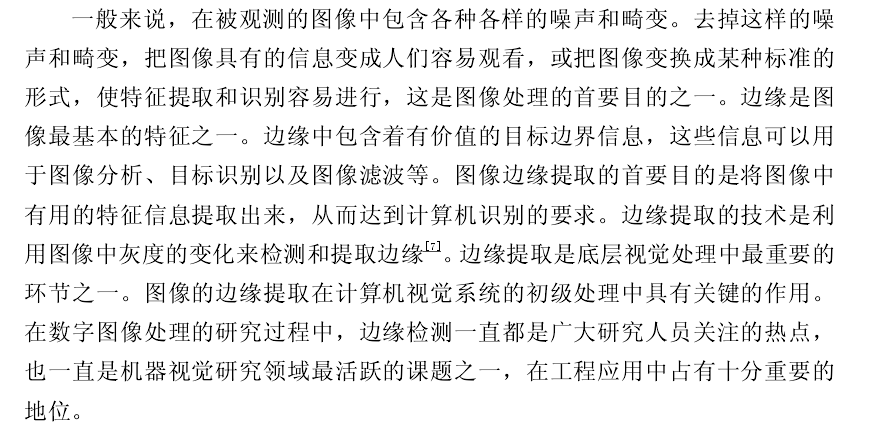 一般来说，在被观测的图像中包含各种各样的噪声和畸变。去掉这样的噪
声和畸变，把图像具有的信息变成人们容易观看，或把图像变换成某种标准的
形式，使特征提取和识别容易进行，这是图像处理的首要目的之一。边缘是图
像最基本的特征之一。边缘中包含着有价值的目标边界信息，这些信息可以用
于图像分析、目标识别以及图像滤波等。图像边缘提取的首要目的是将图像中
有用的特征信息提取出来，从而达到计算机识别的要求。边缘提取的技术是利
用图像中灰度的变化来检测和提取边缘[7]。边缘提取是底层视觉处理中最重要的
环节之一。图像的边缘提取在计算机视觉系统的初级处理中具有关键的作用。
在数字图像处理的研究过程中，边缘检测一直都是广大研究人员关注的热点，
也一直是机器视觉研究领域最活跃的课题之一，在工程应用中占有十分重要的
地位。